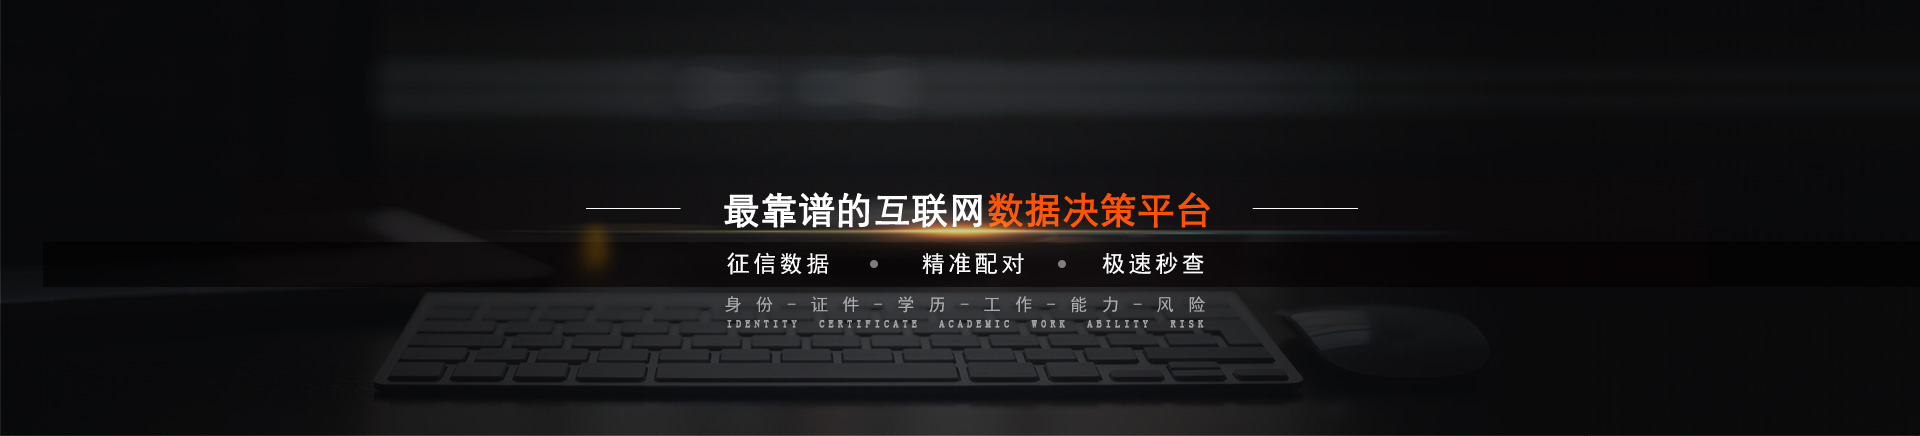 最靠谱的互联网数据决策平台
征信数据 • 精准配对 • 极速秒查
身份-证件-学历-工作-能力-风险
IDENTITY CERTIFICATE ACADEMIC WORK ABILITY RISK